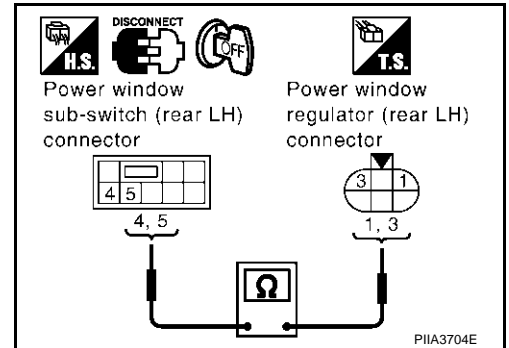 DISCONNECT
H.S.
OFF
T.S.
Power window
sub-switch (rear LH)
connector
Power window
regulator (rear LH)
connector
4 5
3 1
4, 5
1, 3
Ω
PIIA3704E